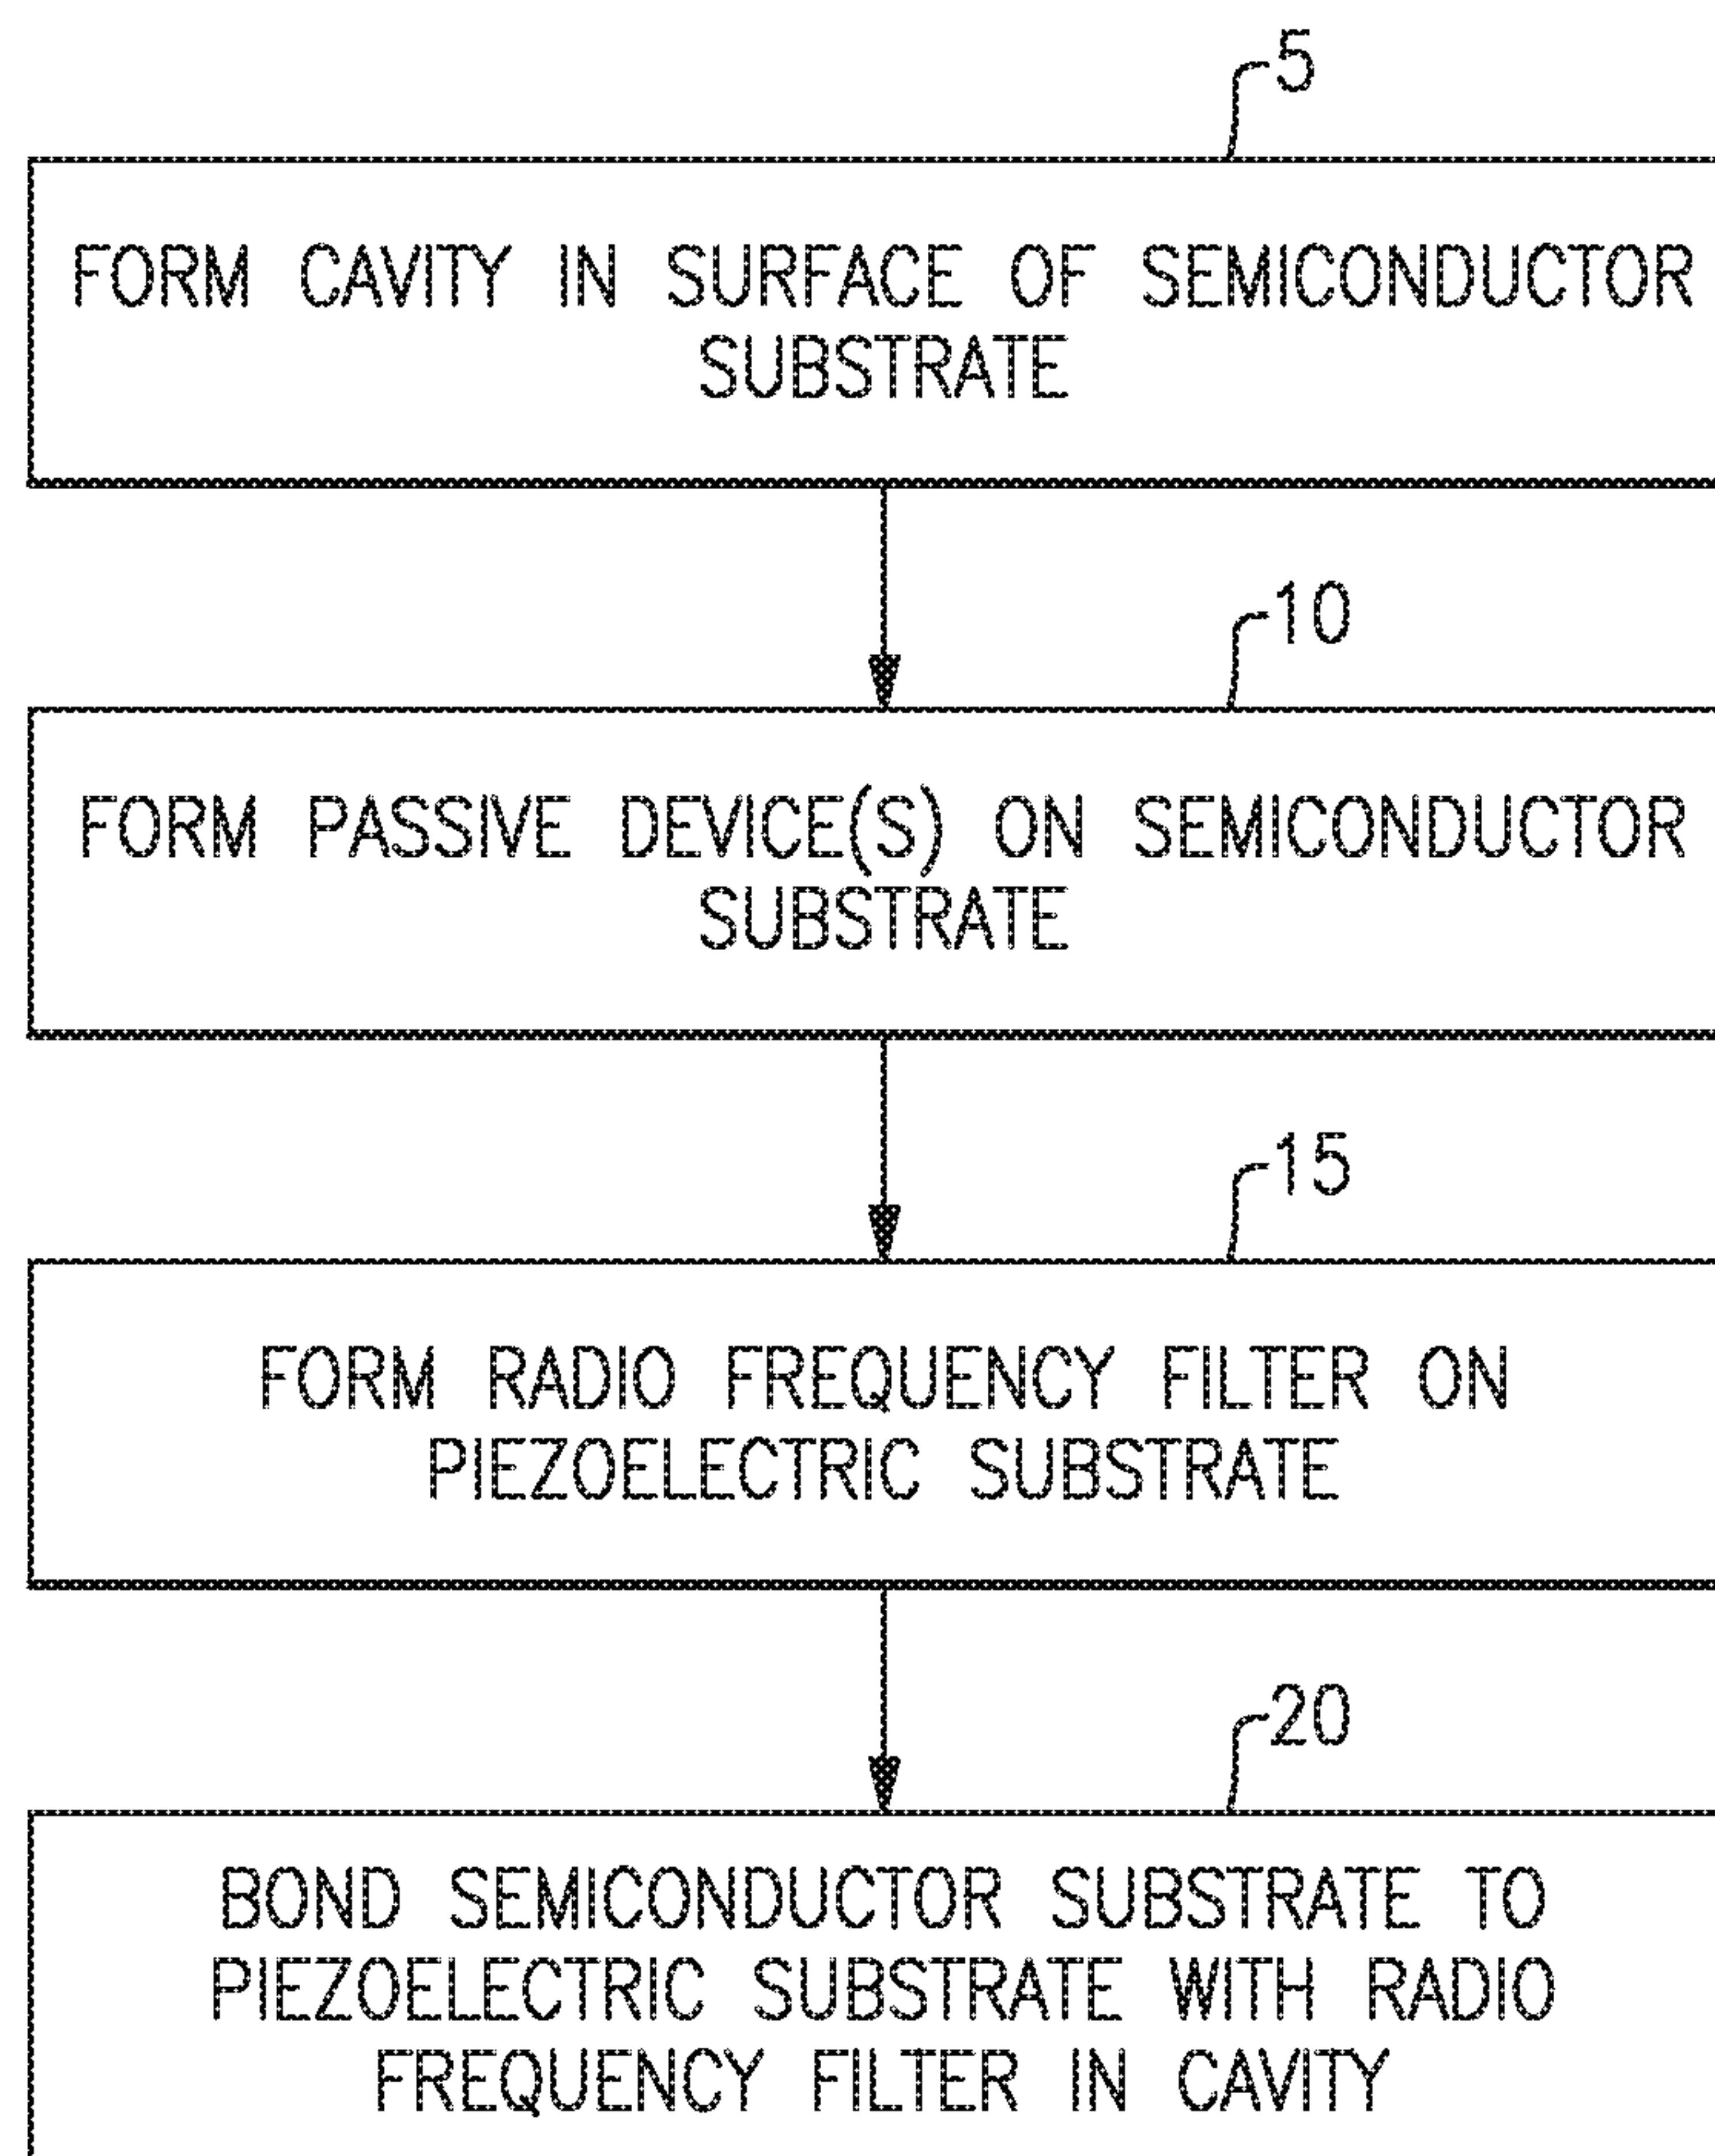 5
FORM CAVITY IN SURFACE OF SEMICONDUCTOR
SUBSTRATE
10
FORM PASSIVE DEVICE(S) ON SEMICONDUCTOR
SUBSTRATE
15
FORM RADIO FREQUENCY FILTER ON
PIEZOELECTRIC SUBSTRATE
20
BOND SEMICONDUCTOR SUBSTRATE TO
PIEZOELECTRIC SUBSTRATE WITH RADIO
FREQUENCY FILTER IN CAVITY